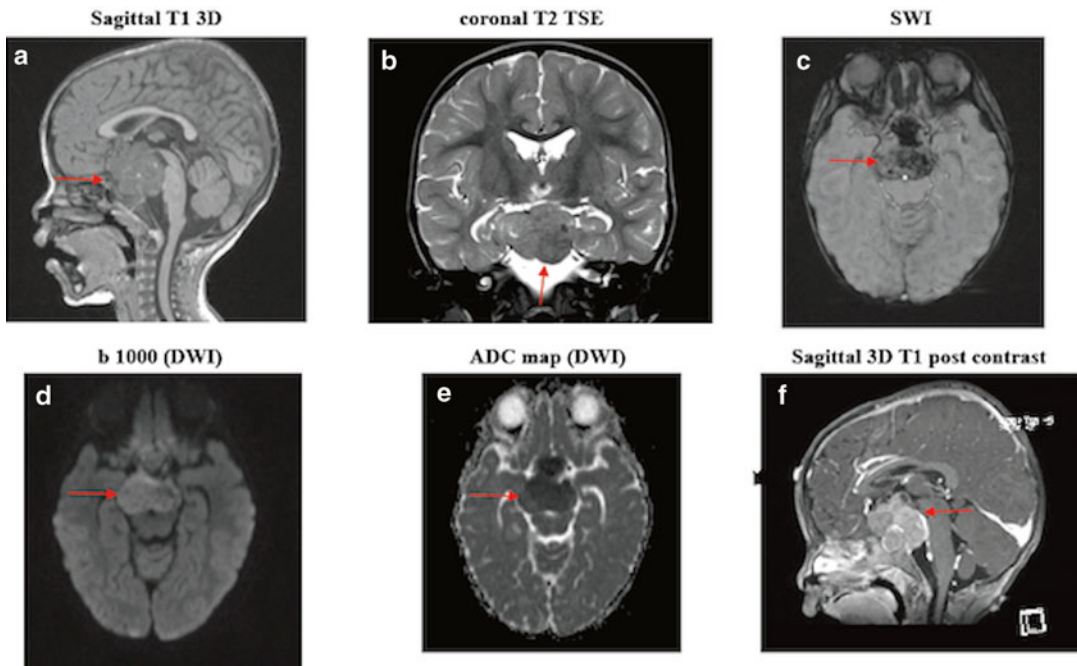 Sagittal T1 3D
coronal T2 TSE
SWI
a
b
c
b 1000 (DWI)
ADC map (DWI)
Sagittal 3D T1 post contrast
d
e
f